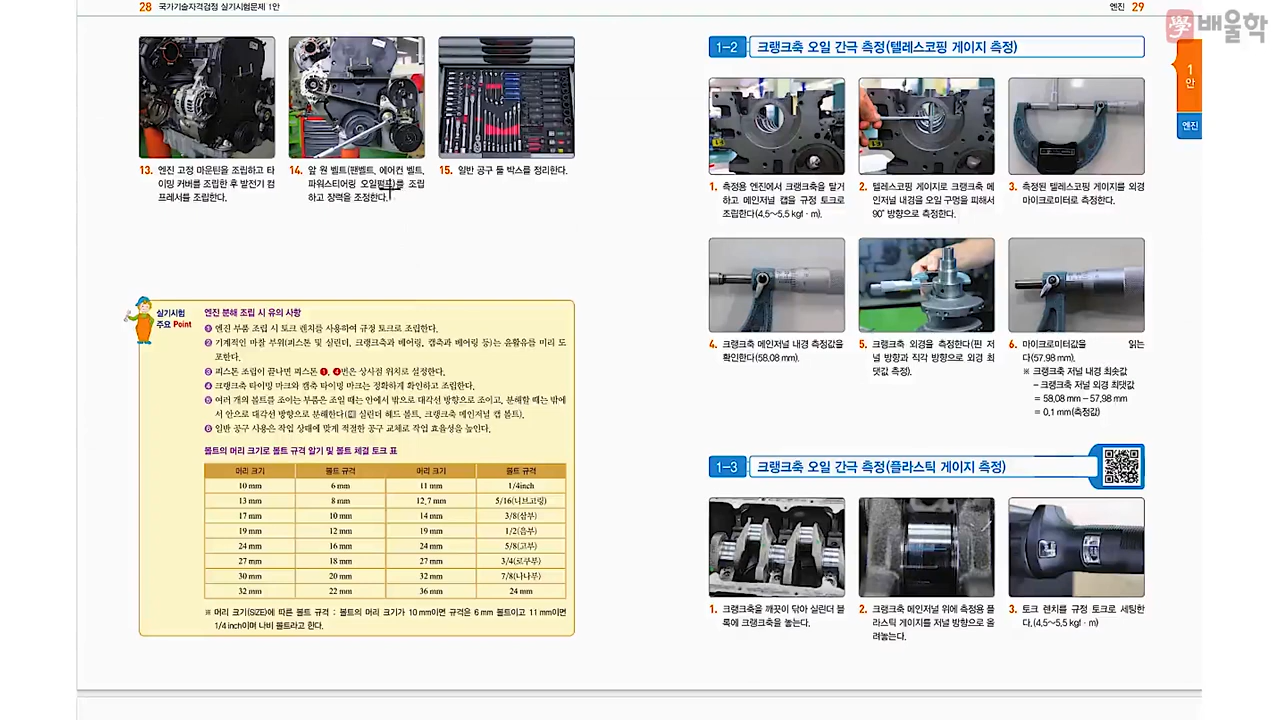 28 국가기술자격검정 실기시험문제 1안
13. 엔진 고정 마운틴을 조립하고 타
이밍 커버를 조립한 후 발전기 컴
프레서를 조립한다.
14. 앞 원 벨트(팬벨트, 에어컨 벨트,
파워스티어링 오일펌프)를 조립
하고 장력을 조정한다.
15. 일반 공구 툴 박스를 정리한다.
실기시험
주요 Point
엔진 분해 조립 시 유의 사항
❶ 엔진 부품 조립 시 토크 렌치를 사용하여 규정 토크로 조립한다.
❷ 기계적인 마찰 부위(피스톤 및 실린더, 크랭크축과 베어링, 캠축과 베어링 등)는 윤활유를 미리 도
포한다.
❸ 피스톤 조립이 끝나면 피스톤 ❶, ❹번은 상사점 위치로 설정한다.
❹ 크랭크축 타이밍 마크와 캠축 타이밍 마크는 정확하게 확인하고 조립한다.
❺ 여러 개의 볼트를 조이는 부품은 조일 때는 안에서 밖으로 대각선 방향으로 조이고, 분해할 때는 밖에
서 안으로 대각선 방향으로 분해한다(예 실린더 헤드 볼트, 크랭크축 메인저널 캡 볼트).
❻ 일반 공구 사용은 작업 상태에 맞게 적절한 공구 교체로 작업 효율성을 높인다.
볼트의 머리 크기로 볼트 규격 알기 및 볼트 체결 토크 표
머리 크기 볼트 규격 머리 크기 볼트 규격
10 mm 6 mm 11 mm 1/4inch
13 mm 8 mm 12.7 mm 5/16(너브고링)
17 mm 10 mm 14 mm 3/8(삼부)
19 mm 12 mm 19 mm 1/2(음부)
24 mm 16 mm 24 mm 5/8(고부)
27 mm 18 mm 27 mm 3/4(로쿠부)
30 mm 20 mm 32 mm 7/8(나나부)
32 mm 22 mm 36 mm 24 mm
※ 머리 크기(SIZE)에 따른 볼트 규격 : 볼트의 머리 크기가 10 mm이면 규격은 6 mm 볼트이고 11 mm이면
1/4 inch이며 나비 볼트라고 한다.
엔진 29
學 배울학
1
안
엔진
1-2 크랭크축 오일 간극 측정(텔레스코핑 게이지 측정)
1. 측정용 엔진에서 크랭크축을 탈거
하고 메인저널 캡을 규정 토크로
조립한다(4.5～5.5 kgf · m).
2. 텔레스코핑 게이지로 크랭크축 메
인저널 내경을 오일 구멍을 피해서
90° 방향으로 측정한다.
3. 측정된 텔레스코핑 게이지를 외경
마이크로미터로 측정한다.
4. 크랭크축 메인저널 내경 측정값을
확인한다(58.08 mm).
5. 크랭크축 외경을 측정한다(핀 저
널 방향과 직각 방향으로 외경 최
댓값 측정).
6. 마이크로미터값을 읽는
다(57.98 mm).
※ 크랭크축 저널 내경 최솟값
− 크랭크축 저널 외경 최댓값
= 58.08 mm − 57.98 mm
= 0.1 mm(측정값)
1-3 크랭크축 오일 간극 측정(플라스틱 게이지 측정)
1. 크랭크축을 깨끗이 닦아 실린더 블
록에 크랭크축을 놓는다.
2. 크랭크축 메인저널 위에 측정용 플
라스틱 게이지를 저널 방향으로 올
려놓는다.
3. 토크 렌치를 규정 토크로 세팅한
다.(4.5～5.5 kgf · m)